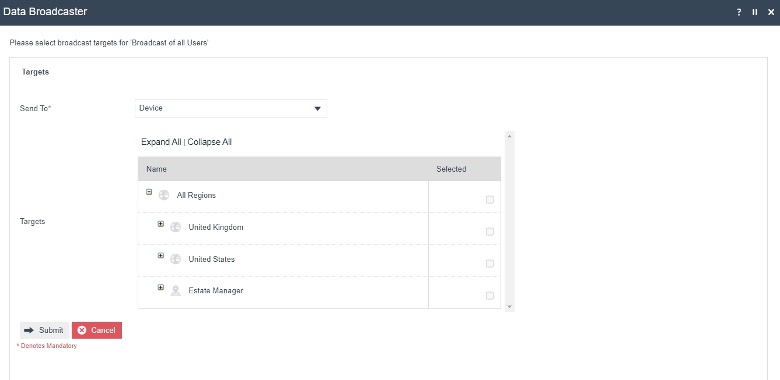 Data Broadcaster
Please select broadcast targets for 'Broadcast of all Users'
Targets
Send To*
Device
Expand All | Collapse All
Name Selected
All Regions
United Kingdom
Targets
United States
Estate Manager
Submit Cancel
* Denotes Mandatory